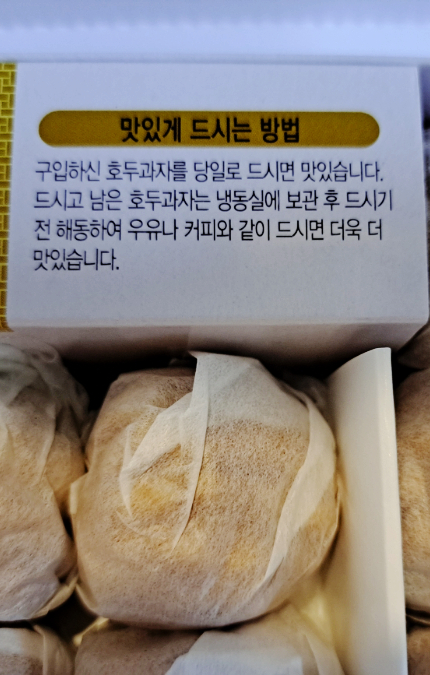 맛있게 드시는 방법
구입하신 호두과자를 당일로 드시면 맛있습니다.
드시고 남은 호두과자는 냉동실에 보관 후 드시기
전 해동하여 우유나 커피와 같이 드시면 더욱 더
맛있습니다.